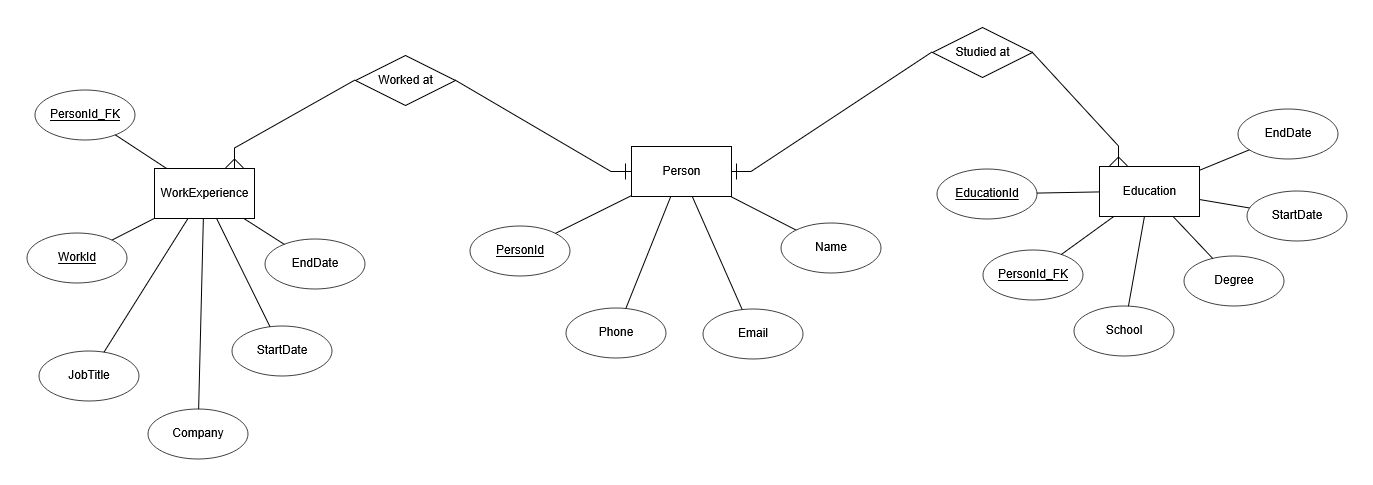 Studied at
Worked at
PersonId_FK
EndDate
Person
WorkExperience
Education
EducationId
StartDate
PersonId
Name
WorkId
EndDate
PersonId_FK
Degree
Phone
Email
School
StartDate
JobTitle
Company